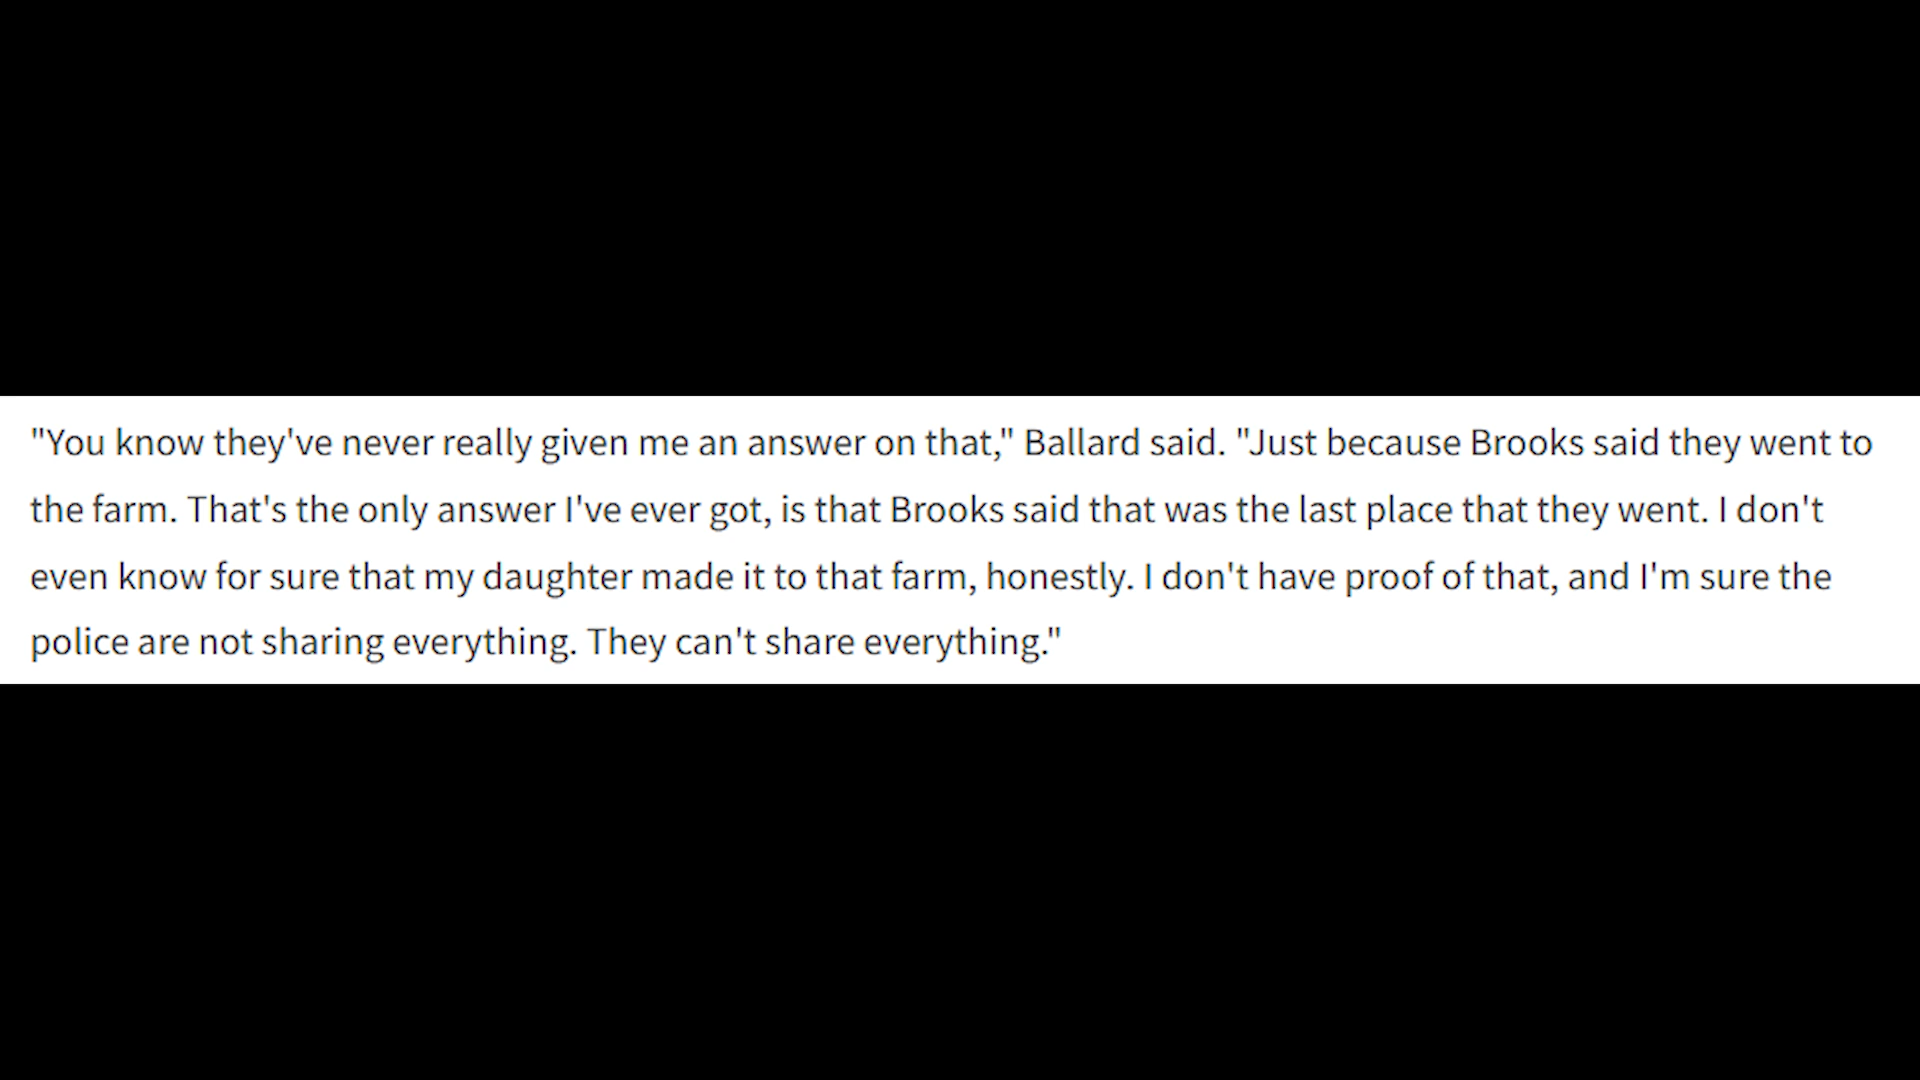 "You know they've never really given me an answer on that," Ballard said. "Just because Brooks said they went to
the farm. That's the only answer I've ever got, is that Brooks said that was the last place that they went. I don't
even know for sure that my daughter made it to that farm, honestly. I don't have proof of that, and I'm sure the
police are not sharing everything. They can't share everything."